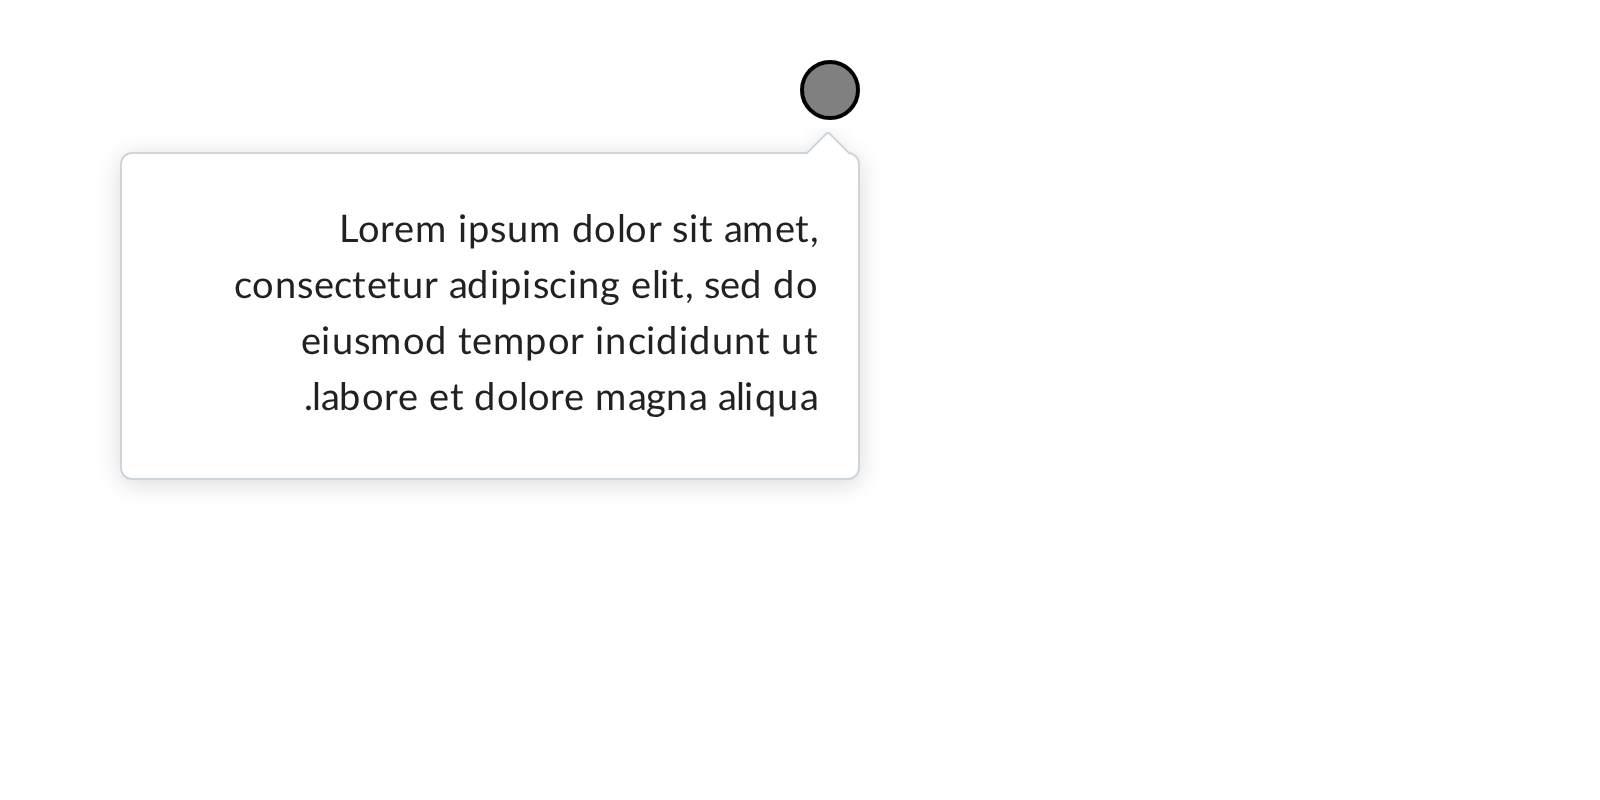 Lorem ipsum dolor sit amet,
consectetur adipiscing elit, sed do
eiusmod tempor incididunt ut
.labore et dolore magna aliqua